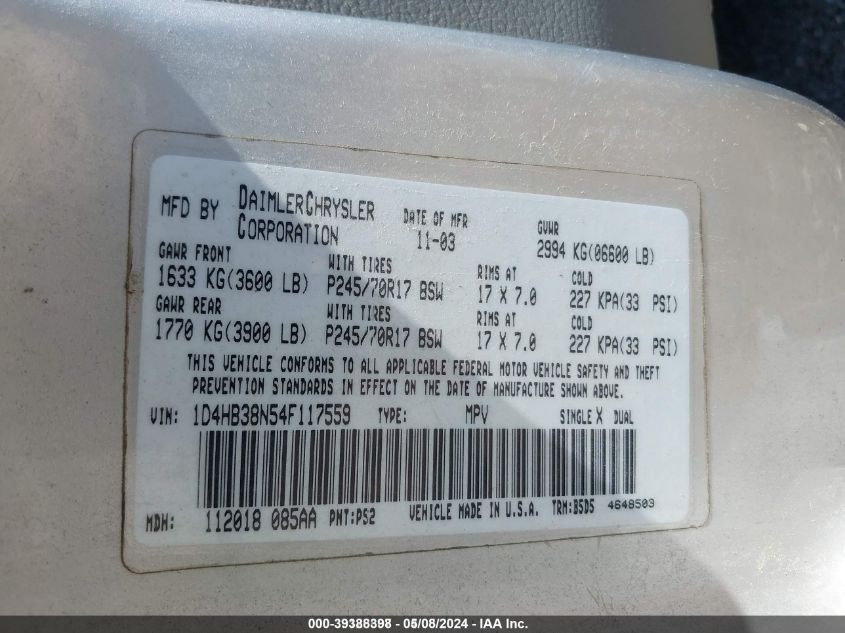 MFD BY DAIMLERCHRYSLER CORPORATION DATE OF MFR 11-03 GVWR 2994 KG(06600 LB)
GAWR FRONT WITH TIRES RIMS AT COLD
1633 KG(3600 LB) P245/70R17 BSW 17 X 7.0 227 KPA(33 PSI)
GAWR REAR WITH TIRES RIMS AT COLD
1770 KG(3900 LB) P245/70R17 BSW 17 X 7.0 227 KPA(33 PSI)
THIS VEHICLE CONFORMS TO ALL APPLICABLE FEDERAL MOTOR VEHICLE SAFETY AND THEFT
PREVENTION STANDARDS IN EFFECT ON THE DATE OF MANUFACTURE SHOWN ABOVE.
VIN: 1D4HB38N54F117559 TYPE: MPV SINGLE X DUAL
MDH: 112018 085AA PNT:PS2 VEHICLE MADE IN U.S.A. TRM:B5D5 4648503
000-39388398 - 05/08/2024 - IAA Inc.